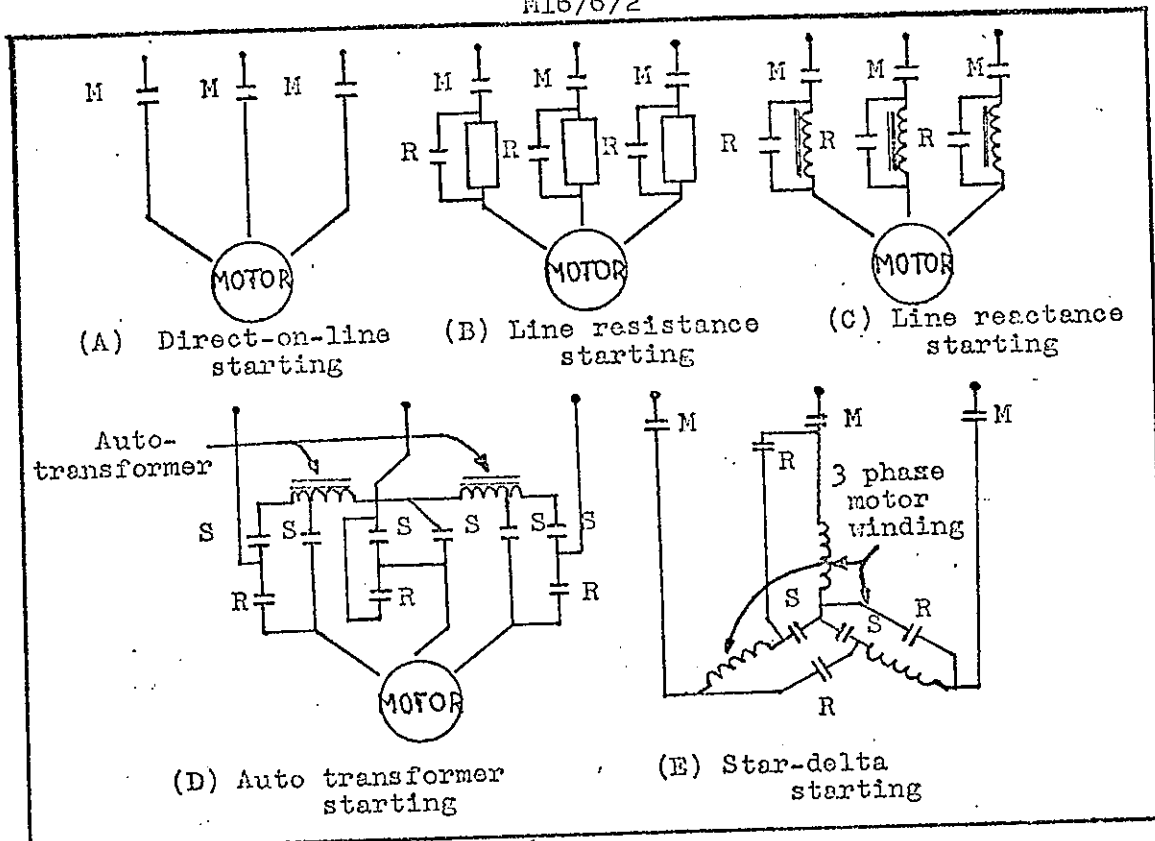 M16/6/2
M M M
M M M
M M M
R R R
R R R
MOTOR
MOTOR
MOTOR
(A) Direct-on-line
starting
(B) Line resistance
starting
(C) Line reactance
starting
Auto-
transformer
S S S S S S
R R R
MOTOR
(D) Auto transformer
starting
M M M
R
3 phase
motor
winding
S S R
R
(E) Star-delta
starting